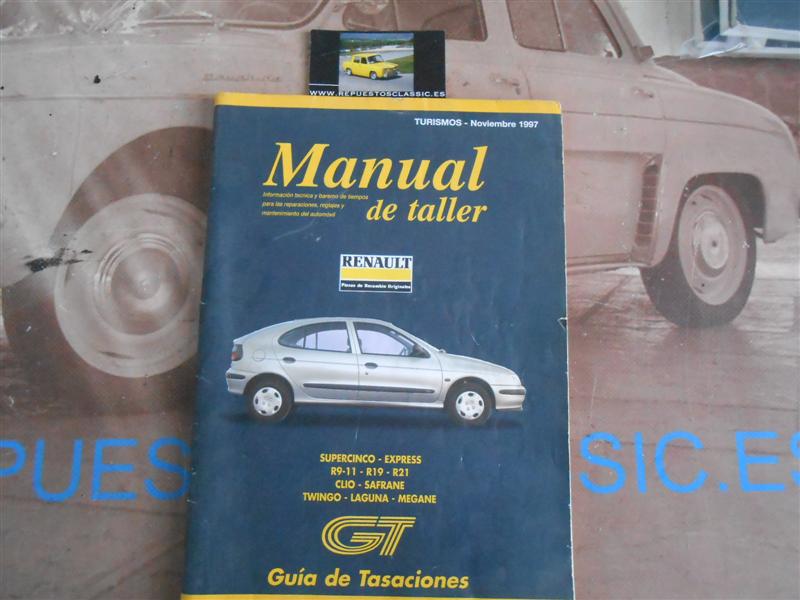 WWW.REPUESTOSCLASSIC.ES
TURISMOS - Noviembre 1997
Manual
de taller
Información técnica y baremo de tiempos
para las reparaciones, reglajes y
mantenimiento del automóvil
RENAULT
Piezas de Recambio Originales
SUPERCINCO - EXPRESS
R9-11 - R19 - R21
CLIO - SAFRANE
TWINGO - LAGUNA - MEGANE
GT
Guía de Tasaciones
PUES
SIC.ES